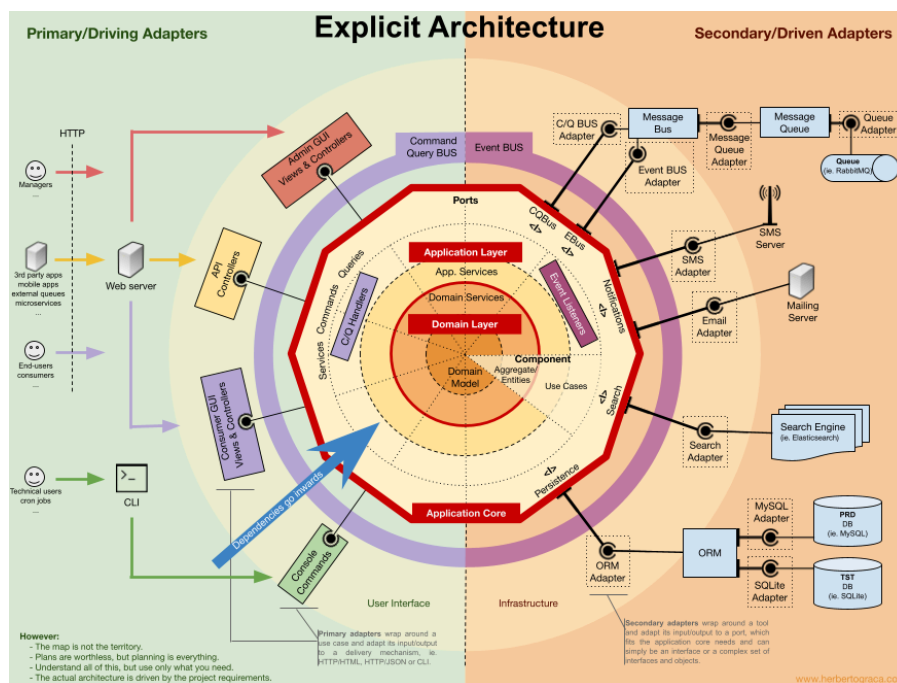 Explicit Architecture
Primary/Driving Adapters
Secondary/Driven Adapters
HTTP
Managers
...
3rd party apps
mobile apps
external queues
microservices
...
End-users
consumers
...
Technical users
cron jobs
...
Web server
CLI
Admin GUI
Views & Controllers
API
Controllers
Consumer GUI
Views & Controllers
Console
Commands
Dependencies go inwards
Command
Query BUS
Event BUS
Ports
Application Layer
App. Services
Domain Services
Domain Layer
Domain
Model
Component
Aggregate/
Entities
Use Cases
Services
Commands
Queries
C/Q Handlers
Event Listeners
CQBus
</>
EBus
</>
Notifications
</>
Search
</>
Persistence
</>
Application Core
User Interface
Infrastructure
C/Q BUS
Adapter
Message
Bus
Event BUS
Adapter
Message
Queue
Adapter
Message
Queue
Queue
Adapter
Queue
(ie. RabbitMQ)
SMS
Adapter
SMS
Server
Email
Adapter
Mailing
Server
Search
Adapter
Search Engine
(ie. Elasticsearch)
ORM
Adapter
ORM
MySQL
Adapter
PRD
DB
(ie. MySQL)
SQLite
Adapter
TST
DB
(ie. SQLite)
Primary adapters wrap around a
use case and adapt its input/output
to a delivery mechanism, ie.
HTTP/HTML, HTTP/JSON or CLI.
Secondary adapters wrap around a tool
and adapt its input/output to a port, which
fits the application core needs and can
simply be an interface or a complex set of
interfaces and objects.
However:
- The map is not the territory.
- Plans are worthless, but planning is everything.
- Understand all of this, but use only what you need.
- The actual architecture is driven by the project requirements.
www.herbertograca.co